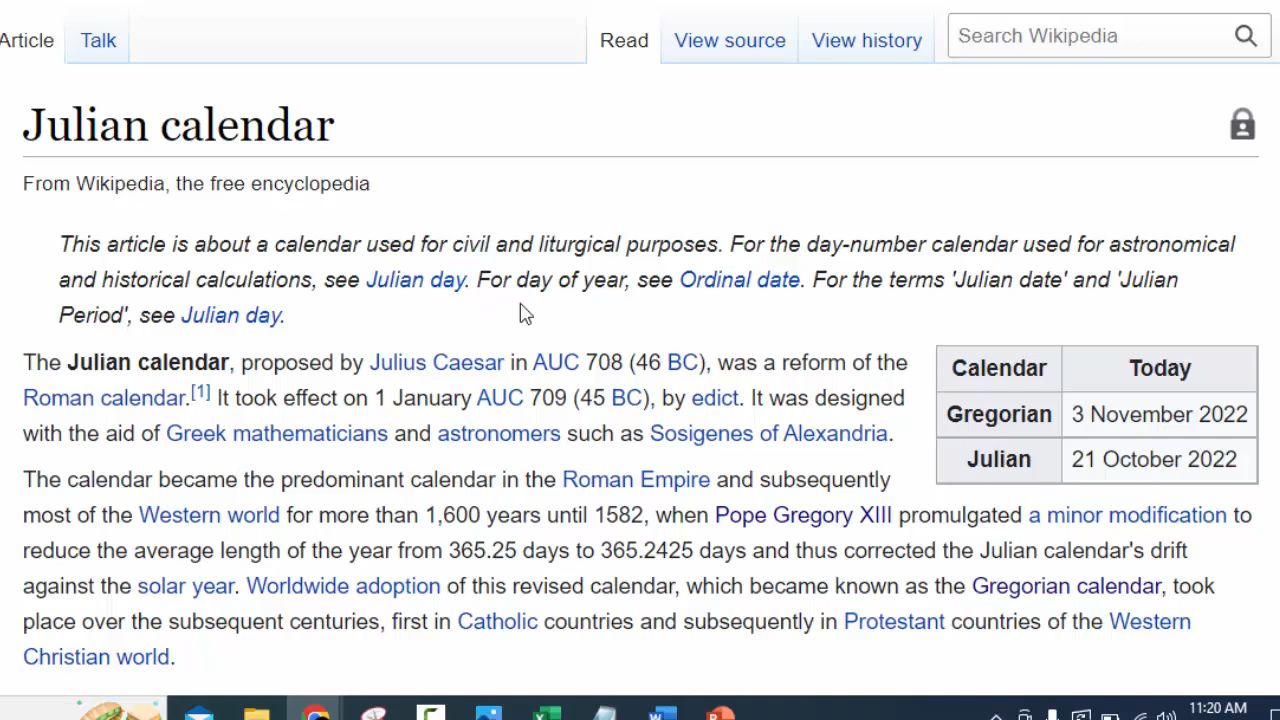 Article Talk Read View source View history Search Wikipedia
Julian calendar
From Wikipedia, the free encyclopedia
This article is about a calendar used for civil and liturgical purposes. For the day-number calendar used for astronomical
and historical calculations, see Julian day. For day of year, see Ordinal date. For the terms 'Julian date' and 'Julian
Period', see Julian day.
The Julian calendar, proposed by Julius Caesar in AUC 708 (46 BC), was a reform of the
Roman calendar.[1] It took effect on 1 January AUC 709 (45 BC), by edict. It was designed
with the aid of Greek mathematicians and astronomers such as Sosigenes of Alexandria.
Calendar Today
Gregorian 3 November 2022
Julian 21 October 2022
The calendar became the predominant calendar in the Roman Empire and subsequently
most of the Western world for more than 1,600 years until 1582, when Pope Gregory XIII promulgated a minor modification to
reduce the average length of the year from 365.25 days to 365.2425 days and thus corrected the Julian calendar's drift
against the solar year. Worldwide adoption of this revised calendar, which became known as the Gregorian calendar, took
place over the subsequent centuries, first in Catholic countries and subsequently in Protestant countries of the Western
Christian world.
11:20 AM